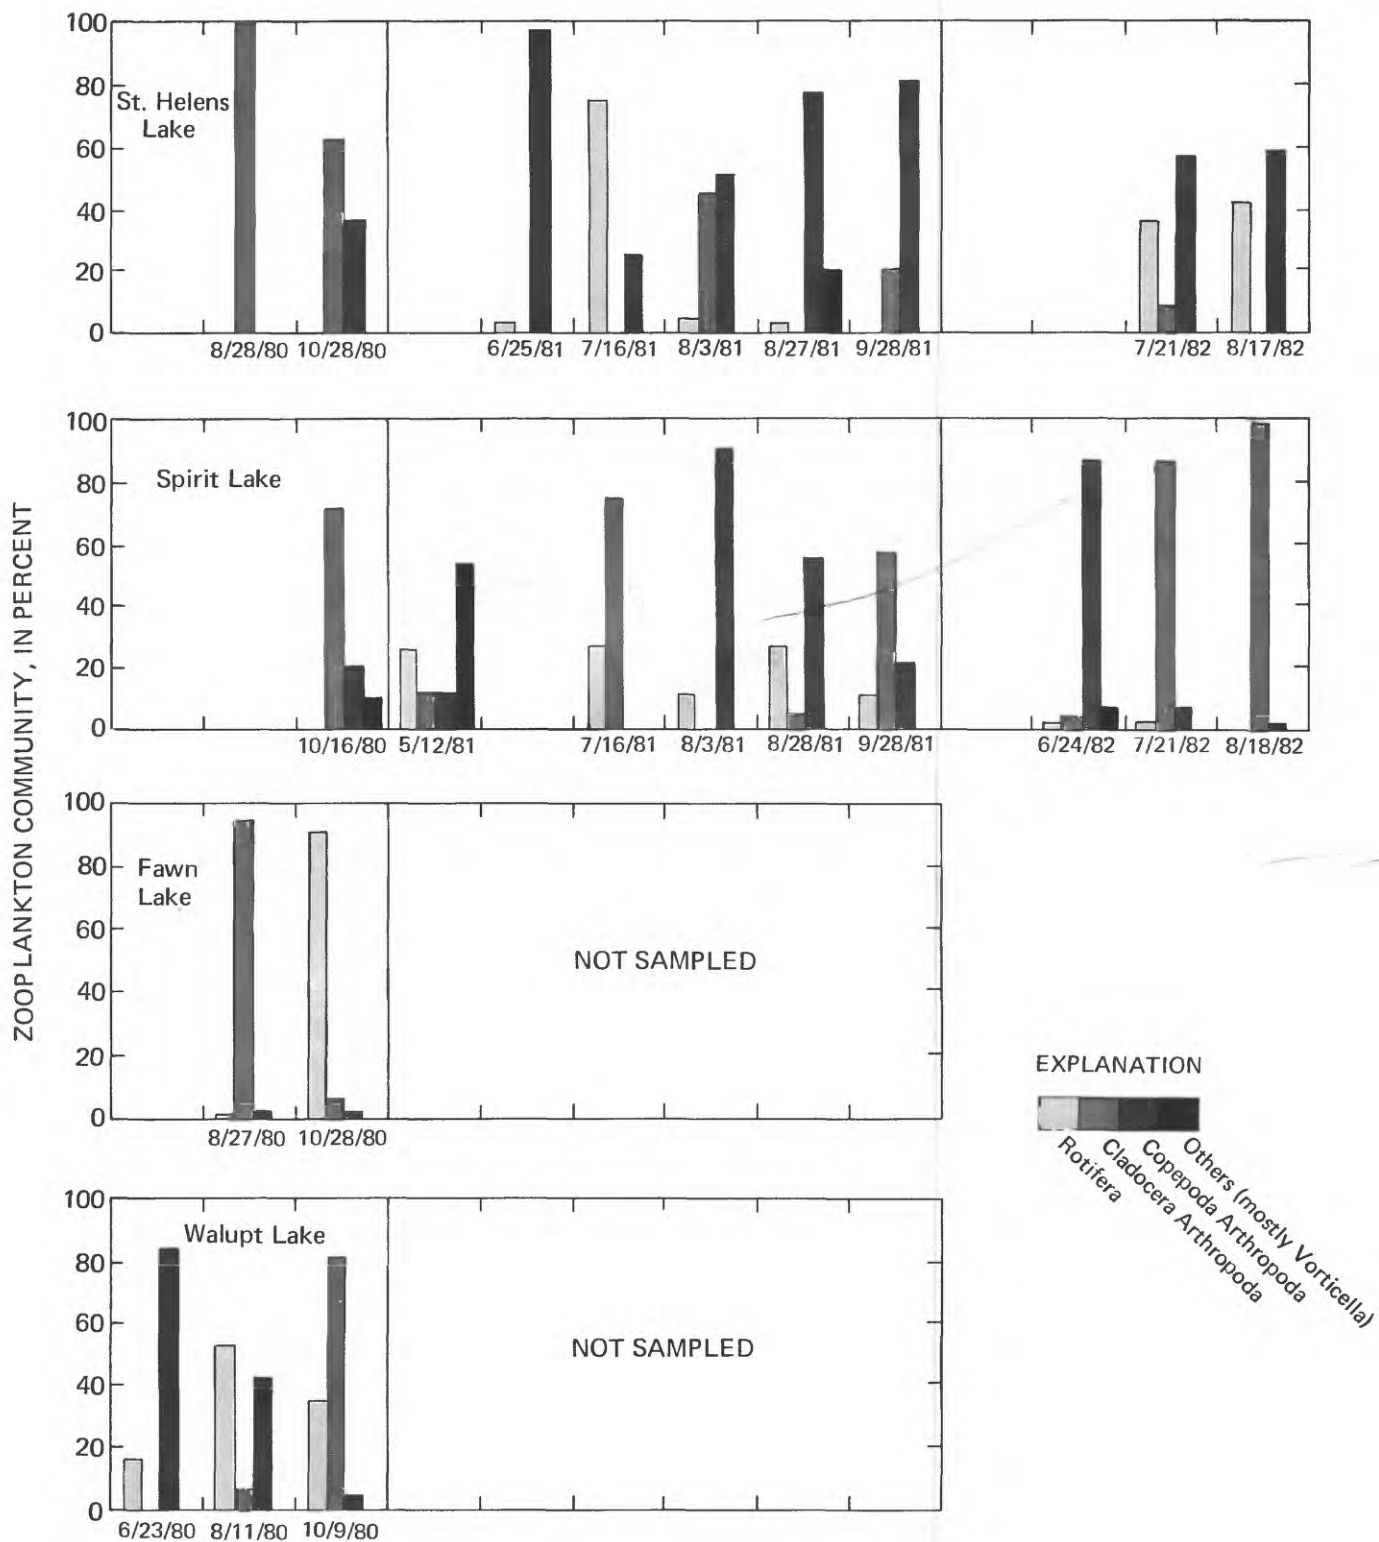 100
80
60
40
20
0
St. Helens
Lake
8/28/80 10/28/80 6/25/81 7/16/81 8/3/81 8/27/81 9/28/81 7/21/82 8/17/82
100
80
60
40
20
0
Spirit Lake
10/16/80 5/12/81 7/16/81 8/3/81 8/28/81 9/28/81 6/24/82 7/21/82 8/18/82
ZOOPLANKTON COMMUNITY, IN PERCENT
100
80
60
40
20
0
Fawn
Lake
NOT SAMPLED
8/27/80 10/28/80
EXPLANATION
Rotifera
Cladocera Arthropoda
Copepoda Arthropoda
Others (mostly Vorticella)
100
80
60
40
20
0
Walupt Lake
NOT SAMPLED
6/23/80 8/11/80 10/9/80